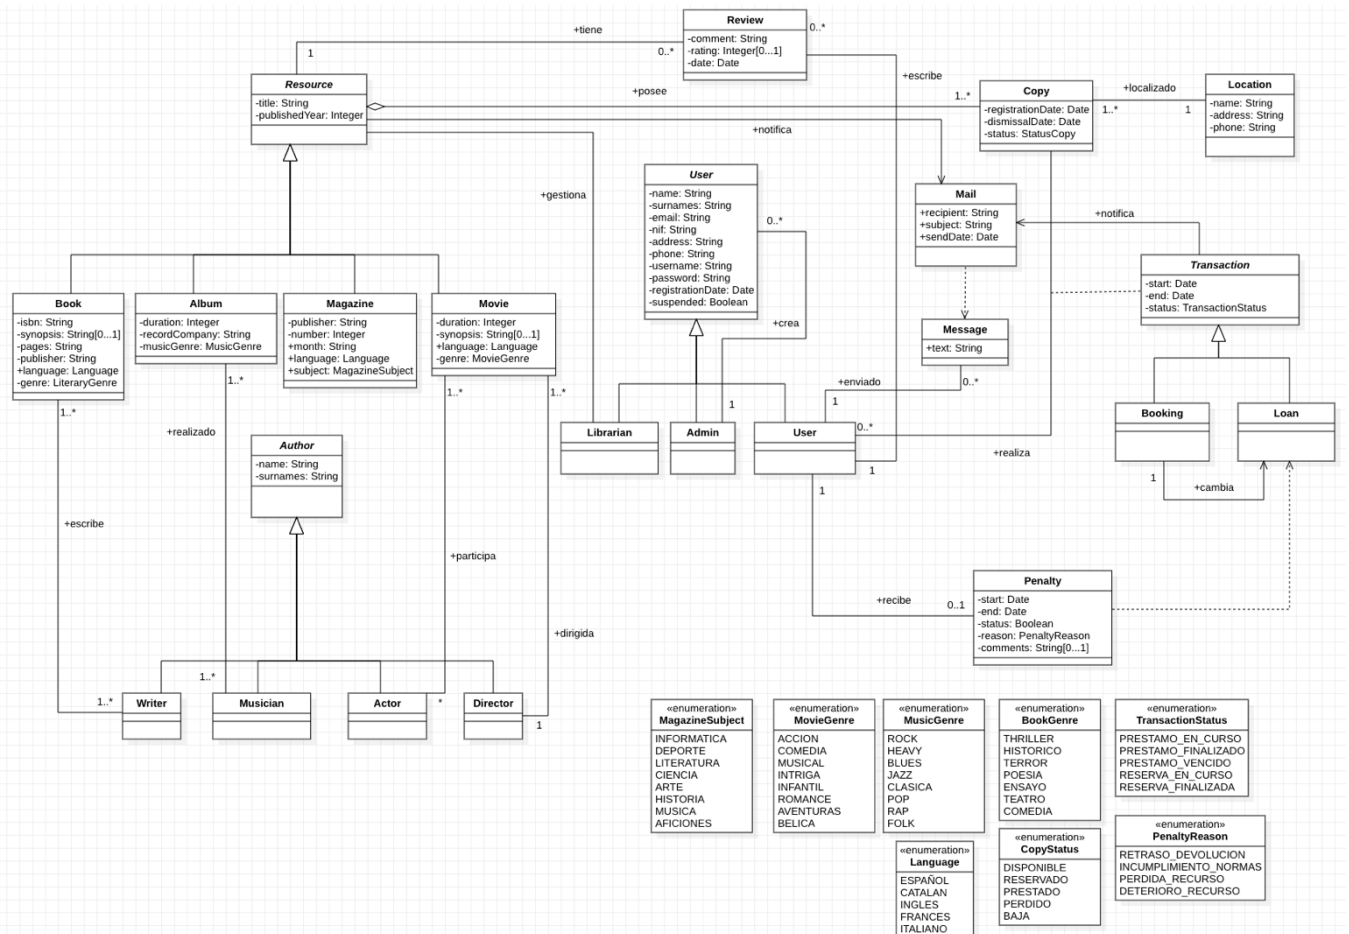 Review
-comment: String
-rating: Integer[0...1]
-date: Date
+tiene
1
0..*
0..*
+escribe
Resource
-title: String
-publishedYear: Integer
+posee
1..*
Copy
-registrationDate: Date
-dismissalDate: Date
-status: StatusCopy
+localizado
1..*
1
Location
-name: String
-address: String
-phone: String
+notifica
+gestiona
User
-name: String
-surnames: String
-email: String
-nif: String
-address: String
-phone: String
-username: String
-password: String
-registrationDate: Date
-suspended: Boolean
0..*
+crea
Mail
+recipient: String
+subject: String
+sendDate: Date
+notifica
Transaction
-start: Date
-end: Date
-status: TransactionStatus
Book
-isbn: String
-synopsis: String[0...1]
-pages: String
-publisher: String
+language: Language
-genre: LiteraryGenre
Album
-duration: Integer
-recordCompany: String
-musicGenre: MusicGenre
Magazine
-publisher: String
-number: Integer
+month: String
+language: Language
+subject: MagazineSubject
Movie
-duration: Integer
-synopsis: String[0...1]
+language: Language
-genre: MovieGenre
Message
+text: String
+enviado
0..*
1
1
1..*
1..*
1..*
1..*
+realizado
Librarian
Admin
User
0..*
1
1
+realiza
Booking
Loan
1
+cambia
Author
-name: String
-surnames: String
+escribe
+participa
+dirigida
+recibe
0..1
Penalty
-start: Date
-end: Date
-status: Boolean
-reason: PenaltyReason
-comments: String[0...1]
1..*
1..*
*
1
Writer
Musician
Actor
Director
«enumeration»
MagazineSubject
INFORMATICA
DEPORTE
LITERATURA
CIENCIA
ARTE
HISTORIA
MUSICA
AFICIONES
«enumeration»
MovieGenre
ACCION
COMEDIA
MUSICAL
INTRIGA
INFANTIL
ROMANCE
AVENTURAS
BELICA
«enumeration»
MusicGenre
ROCK
HEAVY
BLUES
JAZZ
CLASICA
POP
RAP
FOLK
«enumeration»
BookGenre
THRILLER
HISTORICO
TERROR
POESIA
ENSAYO
TEATRO
COMEDIA
«enumeration»
TransactionStatus
PRESTAMO_EN_CURSO
PRESTAMO_FINALIZADO
PRESTAMO_VENCIDO
RESERVA_EN_CURSO
RESERVA_FINALIZADA
«enumeration»
Language
ESPAÑOL
CATALAN
INGLES
FRANCES
ITALIANO
«enumeration»
CopyStatus
DISPONIBLE
RESERVADO
PRESTADO
PERDIDO
BAJA
«enumeration»
PenaltyReason
RETRASO_DEVOLUCION
INCUMPLIMIENTO_NORMAS
PERDIDA_RECURSO
DETERIORO_RECURSO